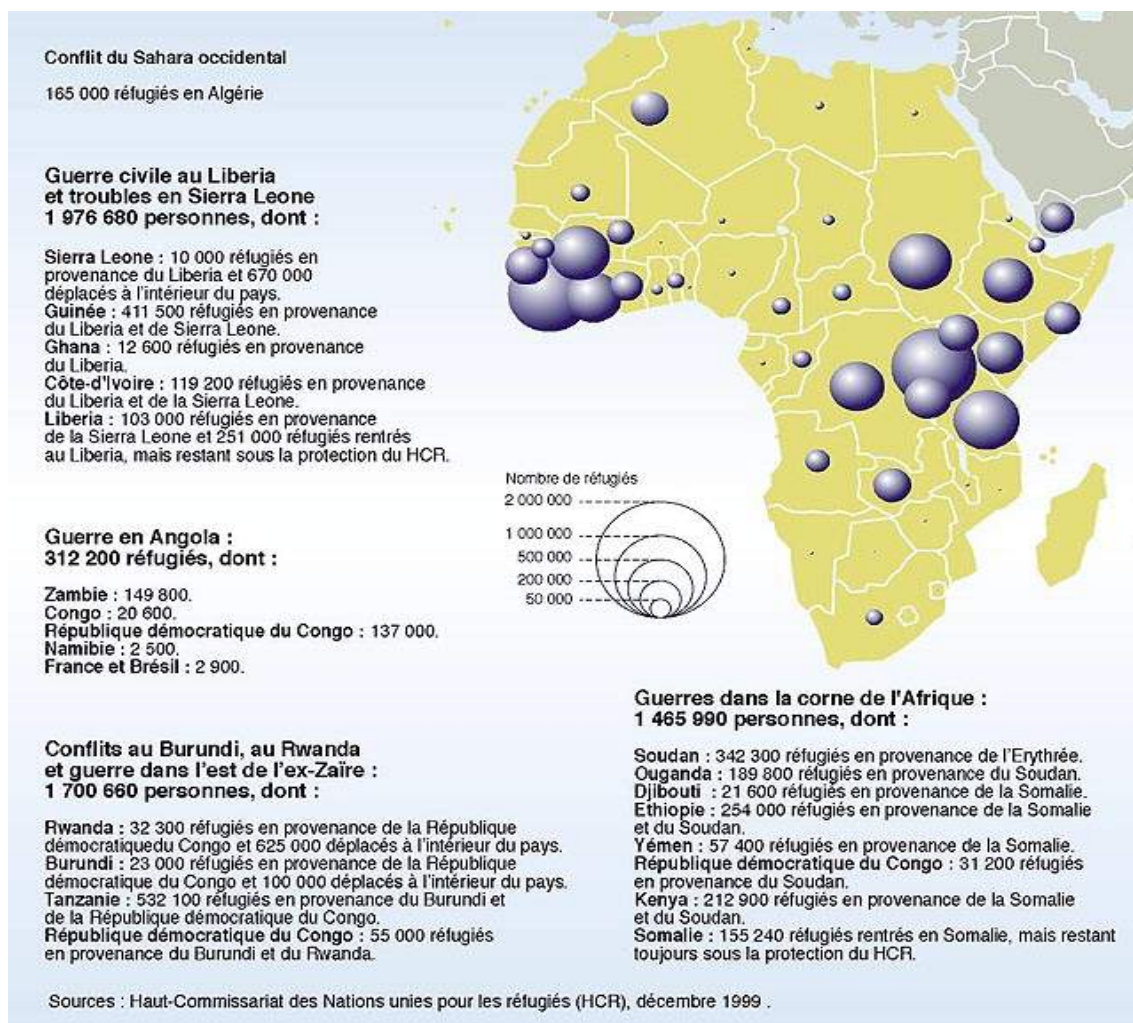 Conflit du Sahara occidental
165 000 réfugiés en Algérie
Guerre civile au Liberia
et troubles en Sierra Leone
1 976 680 personnes, dont :
Sierra Leone : 10 000 réfugiés en
provenance du Liberia et 670 000
déplacés à l'intérieur du pays.
Guinée : 411 500 réfugiés en provenance
du Liberia et de Sierra Leone.
Ghana : 12 600 réfugiés en provenance
du Liberia.
Côte-d'Ivoire : 119 200 réfugiés en provenance
du Liberia et de la Sierra Leone.
Liberia : 103 000 réfugiés en provenance
de la Sierra Leone et 251 000 réfugiés rentrés
au Liberia, mais restant sous la protection du HCR.
Guerre en Angola :
312 200 réfugiés, dont :
Zambie : 149 800.
Congo : 20 600.
République démocratique du Congo : 137 000.
Namibie : 2 500.
France et Brésil : 2 900.
Conflits au Burundi, au Rwanda
et guerre dans l'est de l'ex-Zaïre :
1 700 660 personnes, dont :
Rwanda : 32 300 réfugiés en provenance de la République
démocratiquedu Congo et 625 000 déplacés à l'intérieur du pays.
Burundi : 23 000 réfugiés en provenance de la République
démocratique du Congo et 100 000 déplacés à l'intérieur du pays.
Tanzanie : 532 100 réfugiés en provenance du Burundi et
de la République démocratique du Congo.
République démocratique du Congo : 55 000 réfugiés
en provenance du Burundi et du Rwanda.
Nombre de réfugiés
2 000 000
1 000 000
500 000
200 000
50 000
Guerres dans la corne de l'Afrique :
1 465 990 personnes, dont :
Soudan : 342 300 réfugiés en provenance de l'Erythrée.
Ouganda : 189 800 réfugiés en provenance du Soudan.
Djibouti : 21 600 réfugiés en provenance de la Somalie.
Ethiopie : 254 000 réfugiés en provenance de la Somalie
et du Soudan.
Yémen : 57 400 réfugiés en provenance de la Somalie.
République démocratique du Congo : 31 200 réfugiés
en provenance du Soudan.
Kenya : 212 900 réfugiés en provenance de la Somalie
et du Soudan.
Somalie : 155 240 réfugiés rentrés en Somalie, mais restant
toujours sous la protection du HCR.
Sources : Haut-Commissariat des Nations unies pour les réfugiés (HCR), décembre 1999 .